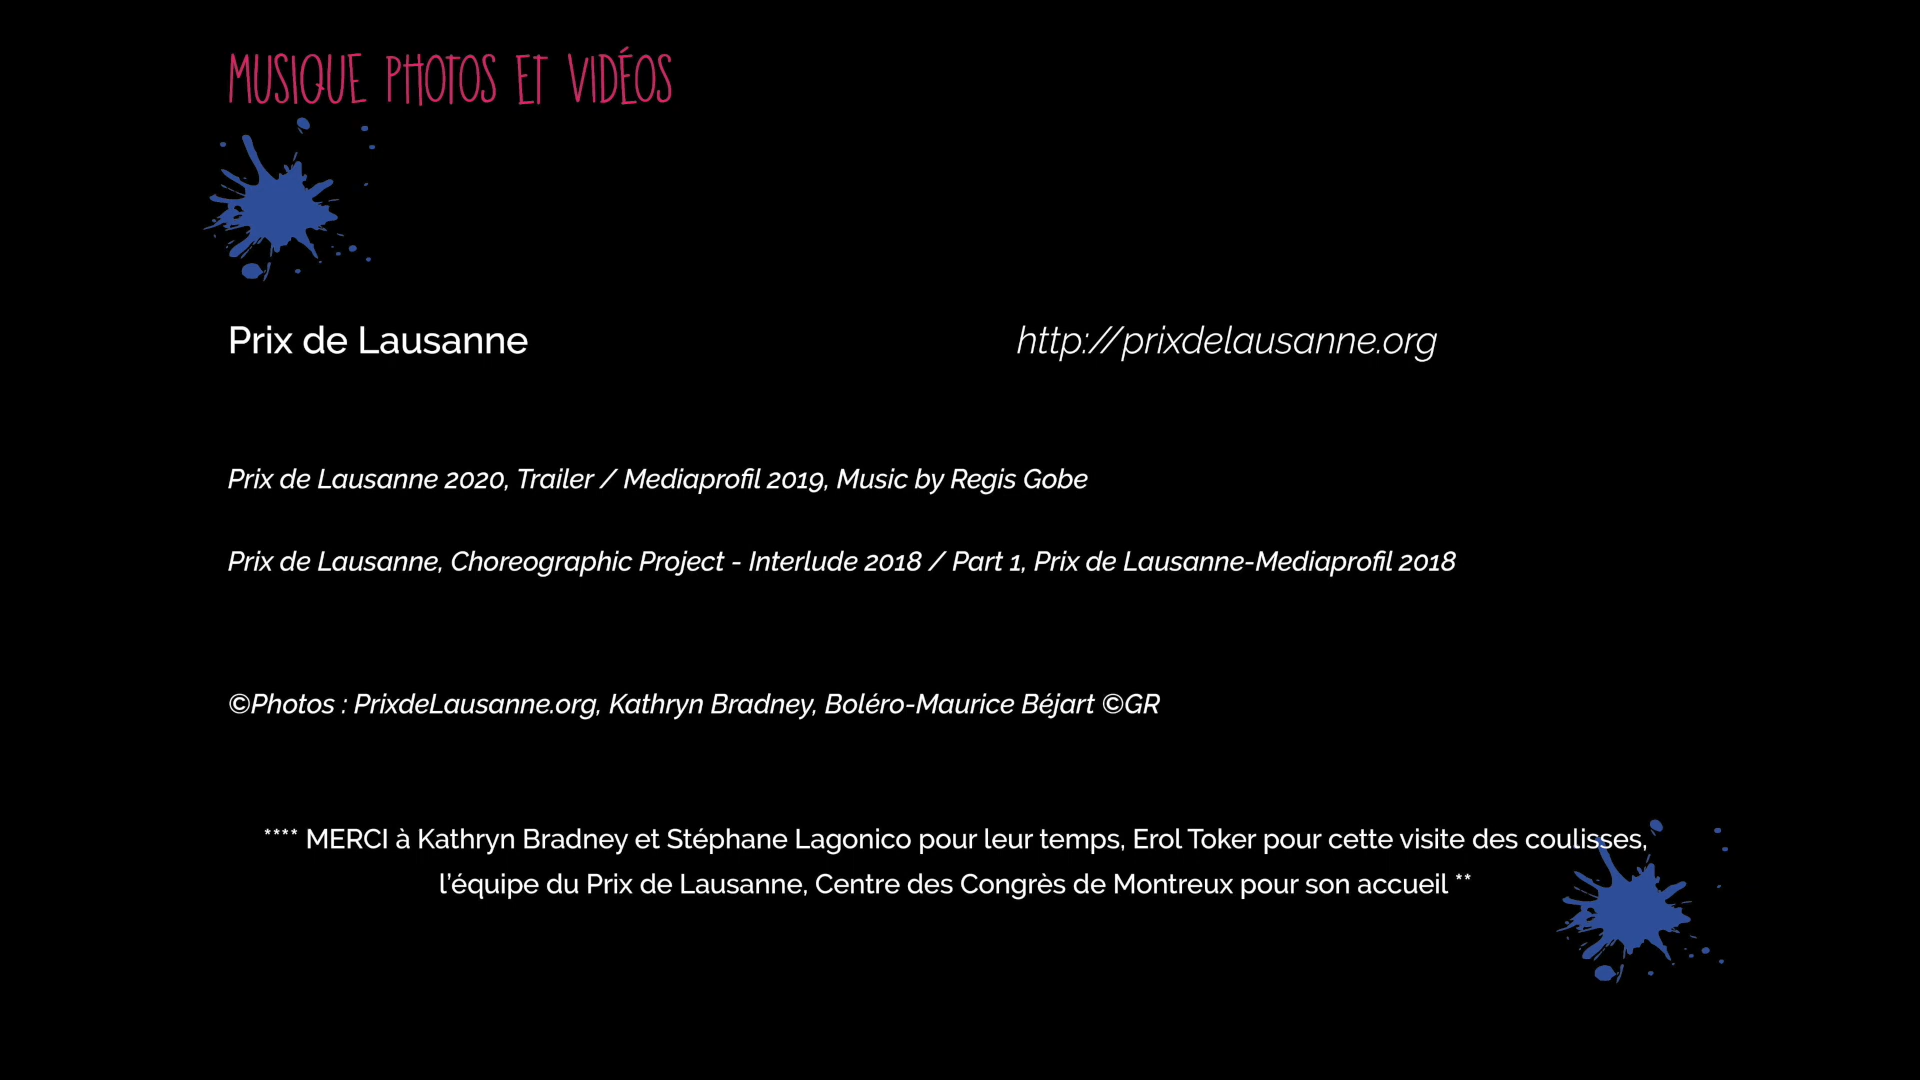 MUSIQUE PHOTOS ET VIDÉOS
Prix de Lausanne http://prixdelausanne.org
Prix de Lausanne 2020, Trailer / Mediaprofil 2019, Music by Regis Gobe
Prix de Lausanne, Choreographic Project - Interlude 2018 / Part 1, Prix de Lausanne-Mediaprofil 2018
©Photos : PrixdeLausanne.org, Kathryn Bradney, Boléro-Maurice Béjart ©GR
**** MERCI à Kathryn Bradney et Stéphane Lagonico pour leur temps, Erol Toker pour cette visite des coulisses,
l’équipe du Prix de Lausanne, Centre des Congrès de Montreux pour son accueil **